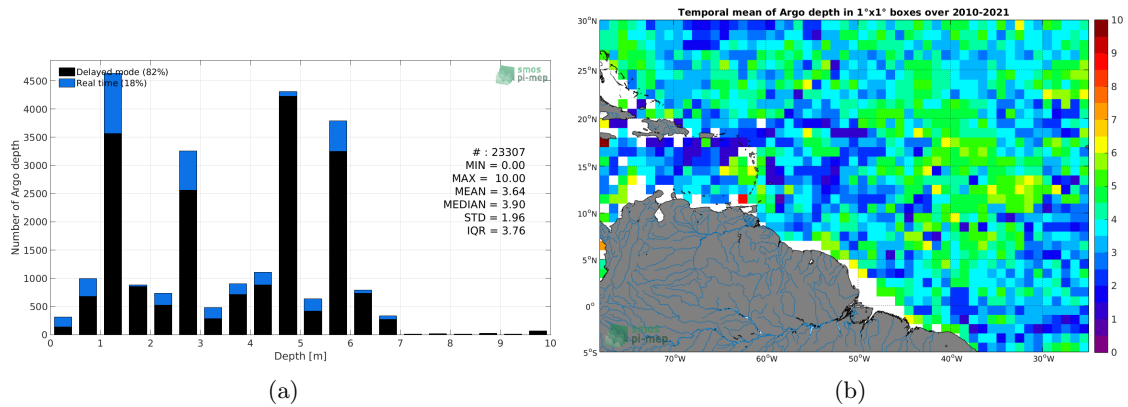 Delayed mode (82%)
Real time (18%)
smos
pi-mep
# : 23307
MIN = 0.00
MAX = 10.00
MEAN = 3.64
MEDIAN = 3.90
STD = 1.96
IQR = 3.76
Number of Argo depth
4500
4000
3500
3000
2500
2000
1500
1000
500
0
0 1 2 3 4 5 6 7 8 9 10
Depth [m]
(a)
Temporal mean of Argo depth in 1°x1° boxes over 2010-2021
30°N
25°N
20°N
15°N
10°N
5°N
0°
5°S
70°W 60°W 50°W 40°W 30°W
smos
pi-mep
10
9
8
7
6
5
4
3
2
1
0
(b)